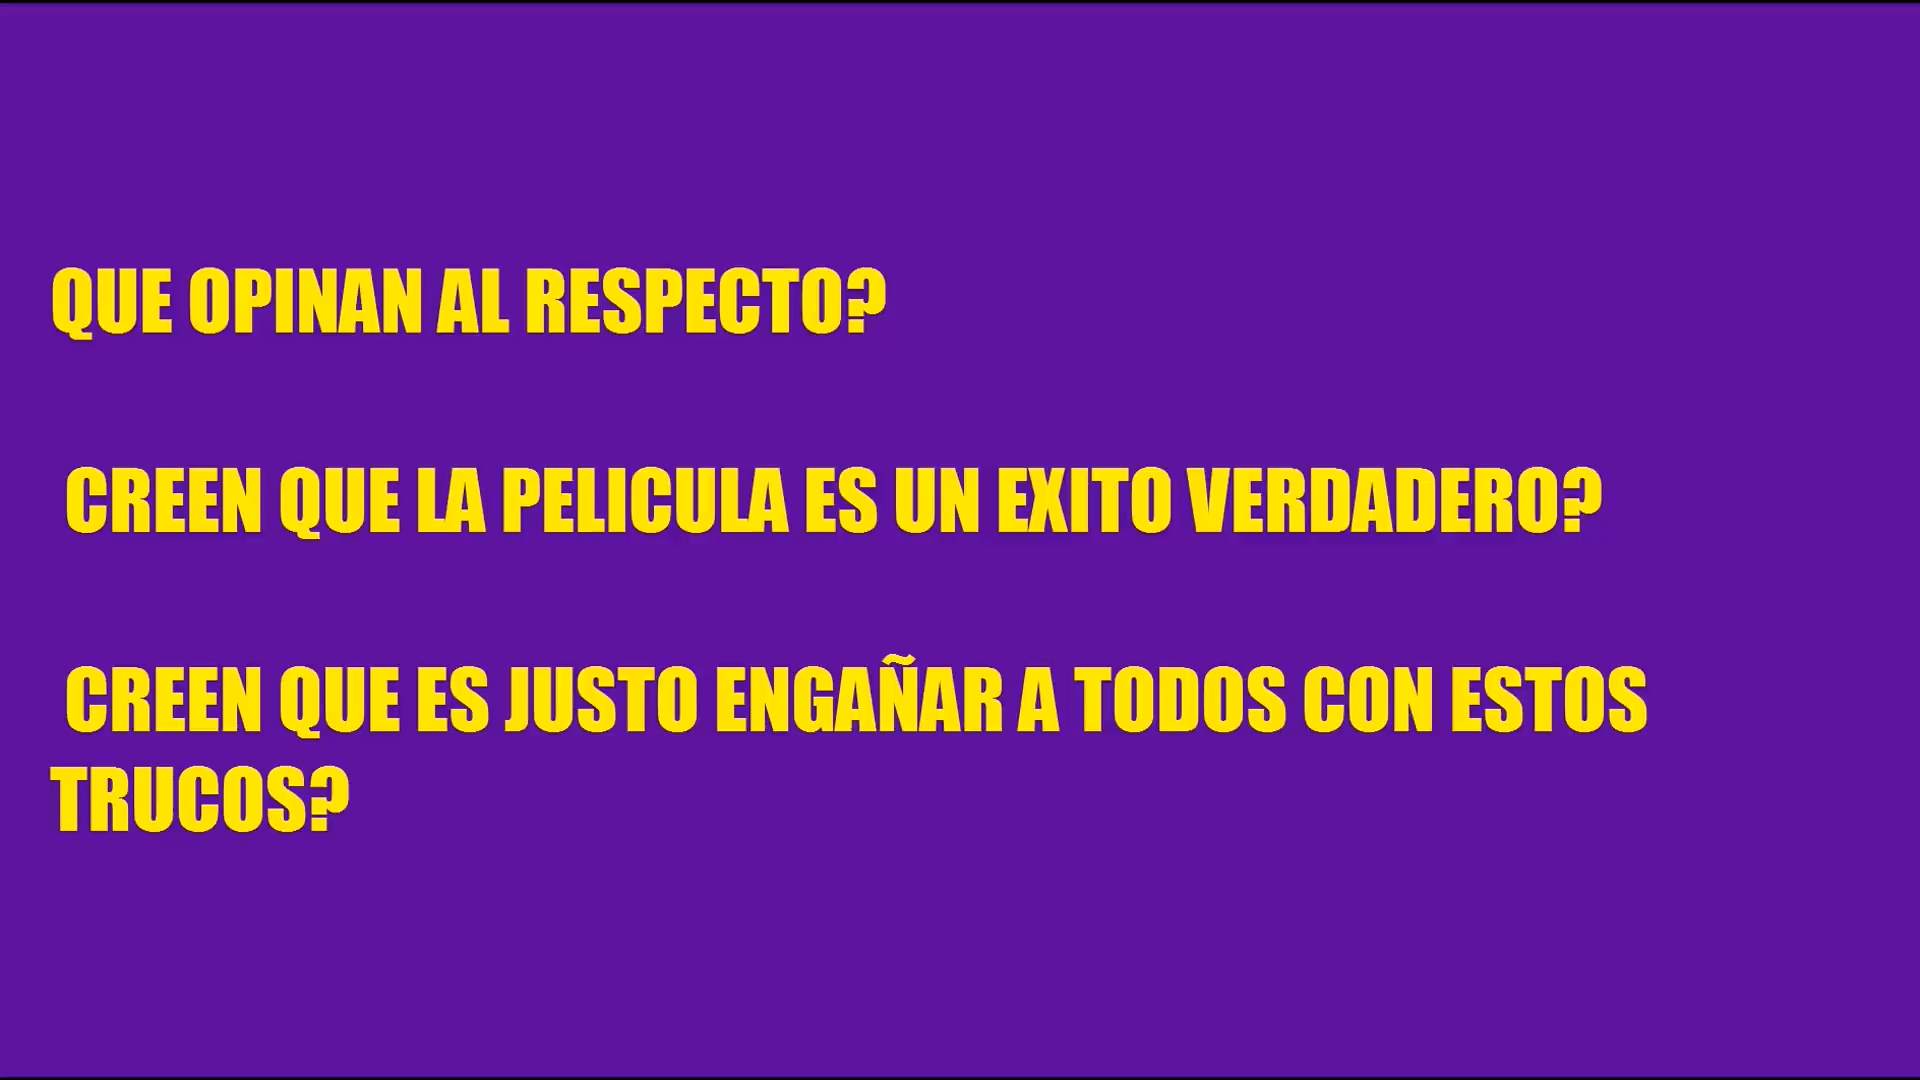 QUE OPINAN AL RESPECTO?
CREEN QUE LA PELICULA ES UN EXITO VERDADERO?
CREEN QUE ES JUSTO ENGAÑAR A TODOS CON ESTOS
TRUCOS?